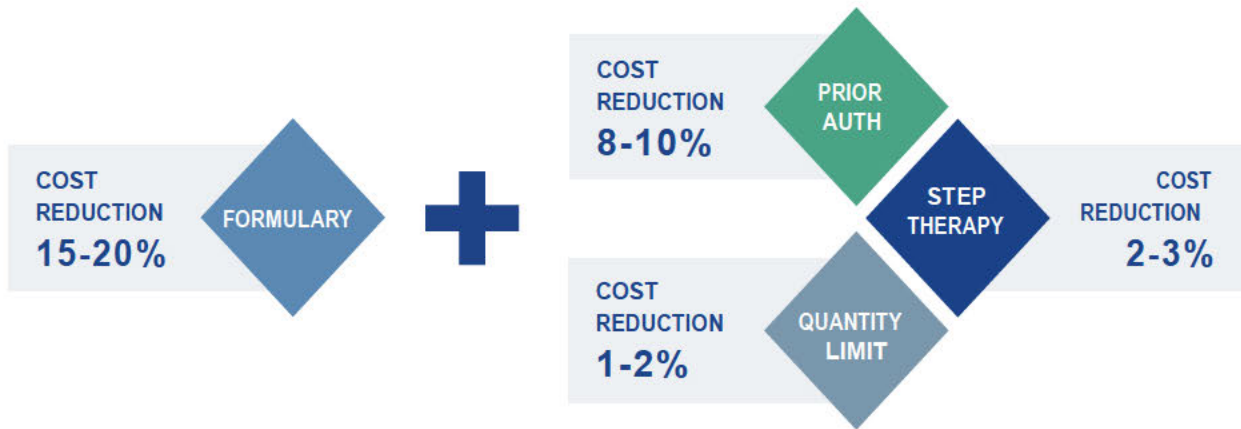 COST
REDUCTION
15-20%
FORMULARY
COST
REDUCTION
8-10%
PRIOR
AUTH
STEP
THERAPY
COST
REDUCTION
2-3%
COST
REDUCTION
1-2%
QUANTITY
LIMIT